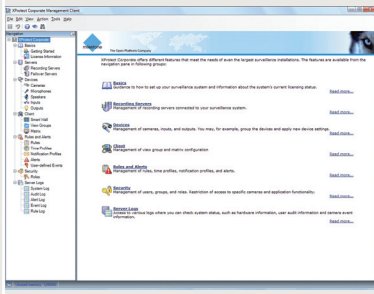 XProtect Corporate Management Client
File Edit View Action Tools Help
Navigation
XProtect Corporate
Basics
Getting Started
License Information
Servers
Recording Servers
Failover Servers
Devices
Cameras
Microphones
Speakers
Inputs
Outputs
Client
Smart Wall
View Groups
Matrix
Rules and Alerts
Rules
Time Profiles
Notification Profiles
Alerts
User-defined Events
Security
Roles
Server Logs
System Log
Audit Log
Alert Log
Event Log
Rule Log
milestone
The Open Platform Company
XProtect Corporate offers different features that meet the needs of even the largest surveillance installations. The features are available from the
navigation pane in following groups:
Basics
Guidance to how to set up your surveillance system and information about the system's current licensing status.
Read more...
Recording Servers
Management of recording servers connected to your surveillance system.
Read more...
Devices
Management of cameras, inputs, and outputs. You may, for example, group the devices and apply new device settings.
Read more...
Client
Management of view group and matrix configuration
Read more...
Rules and Alerts
Management of rules, time profiles, notification profiles, and alerts.
Read more...
Security
Management of users, groups, and roles. Restriction of access to specific cameras and application functionality.
Read more...
Server Logs
Access to various logs where you can check system status, such as hardware information, user audit information and camera event
information.
Read more...